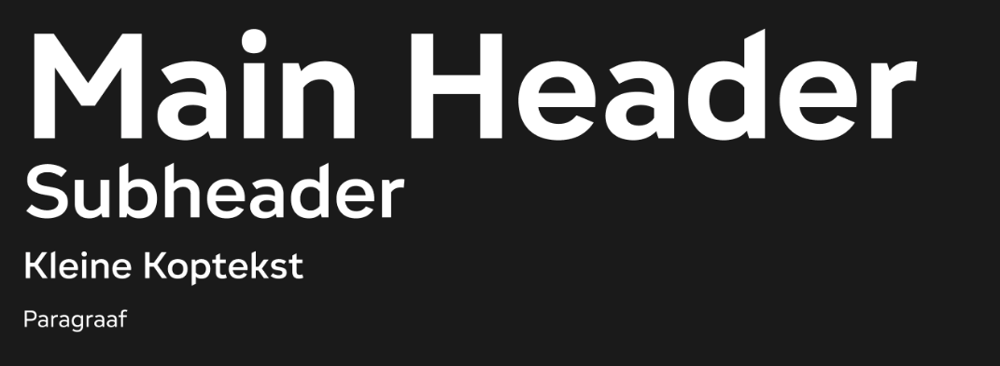 Main Header
Subheader
Kleine Koptekst
Paragraaf